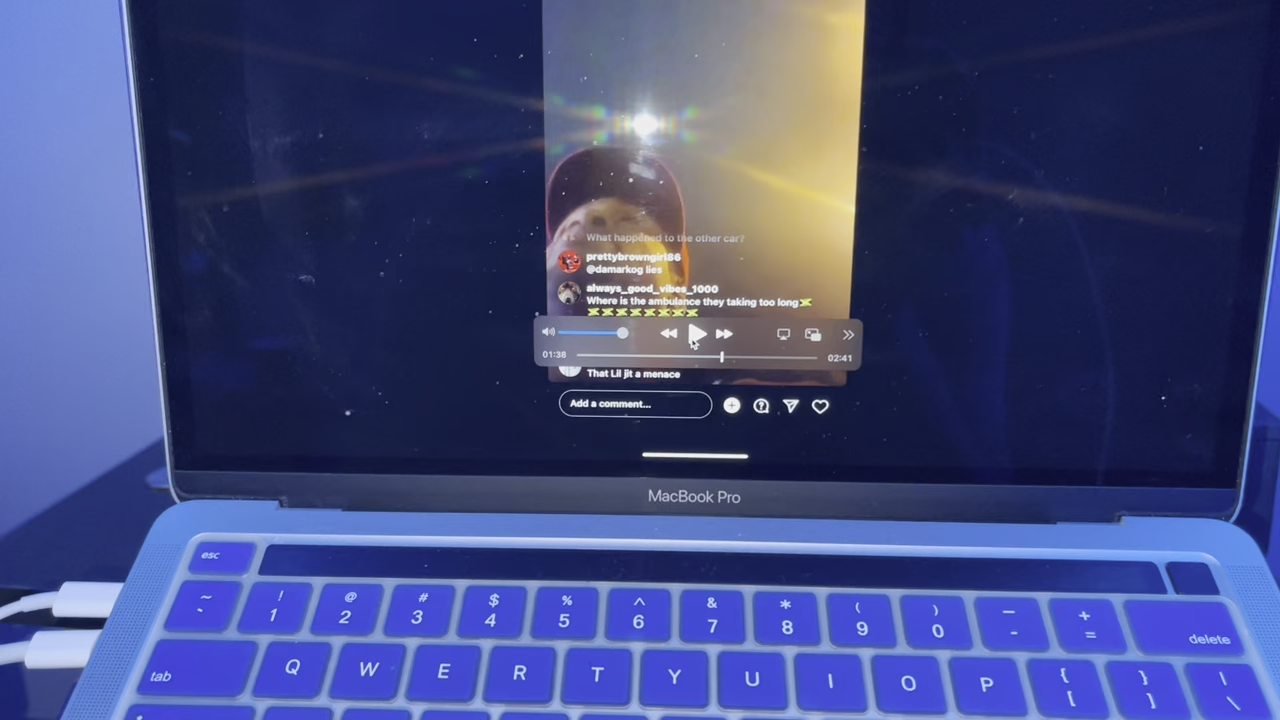 What happened to the other car?
prettybrowngirl86
@damarkog lies
always_good_vibes_1000
Where is the ambulance they taking too long
01:38
02:41
That Lil jit a menace
Add a comment...
MacBook Pro
esc
~ ! @ # $ % ^ & * ( ) — +
` 1 2 3 4 5 6 7 8 9 0 - = delete
tab Q W E R T Y U I O P { [ } ] | \